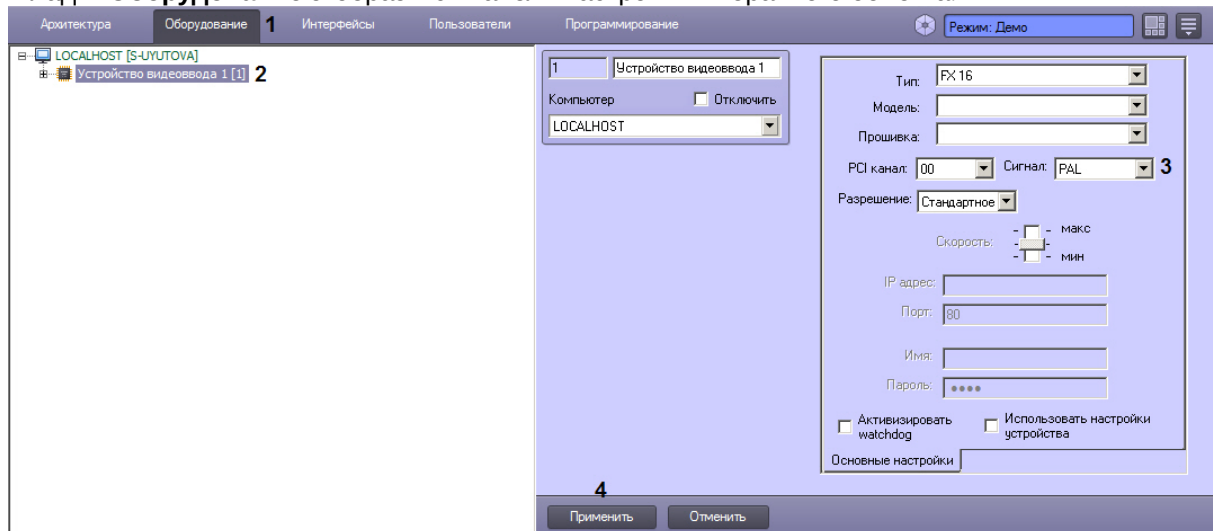 Архитектура Оборудование 1 Интерфейсы Пользователи Программирование Режим: Демо
LOCALHOST [S-UYUTOVA]
Устройство видеоввода 1 [1] 2
1 Устройство видеоввода 1
Компьютер Отключить
LOCALHOST
Тип: FX 16
Модель:
Прошивка:
PCI канал: 00 Сигнал: PAL 3
Разрешение: Стандартное
макс
Скорость:
мин
IP адрес:
Порт: 80
Имя:
Пароль: ●●●●
Активизировать watchdog
Использовать настройки устройства
Основные настройки
4
Применить Отменить